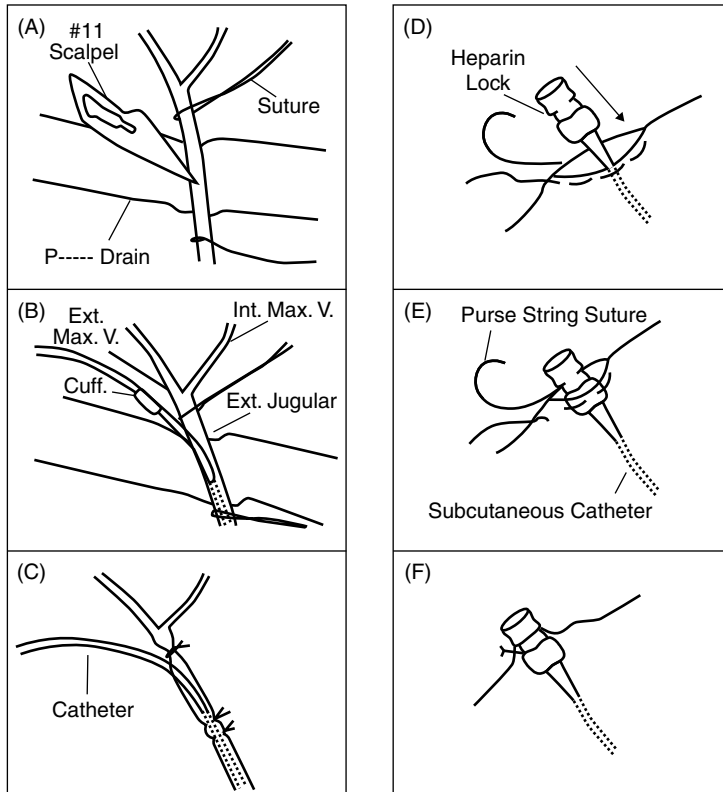 (A)
#11
Scalpel
Suture
P----- Drain
(B)
Ext.
Max. V.
Int. Max. V.
Cuff.
Ext. Jugular
(C)
Catheter
(D)
Heparin
Lock
(E)
Purse String Suture
Subcutaneous Catheter
(F)